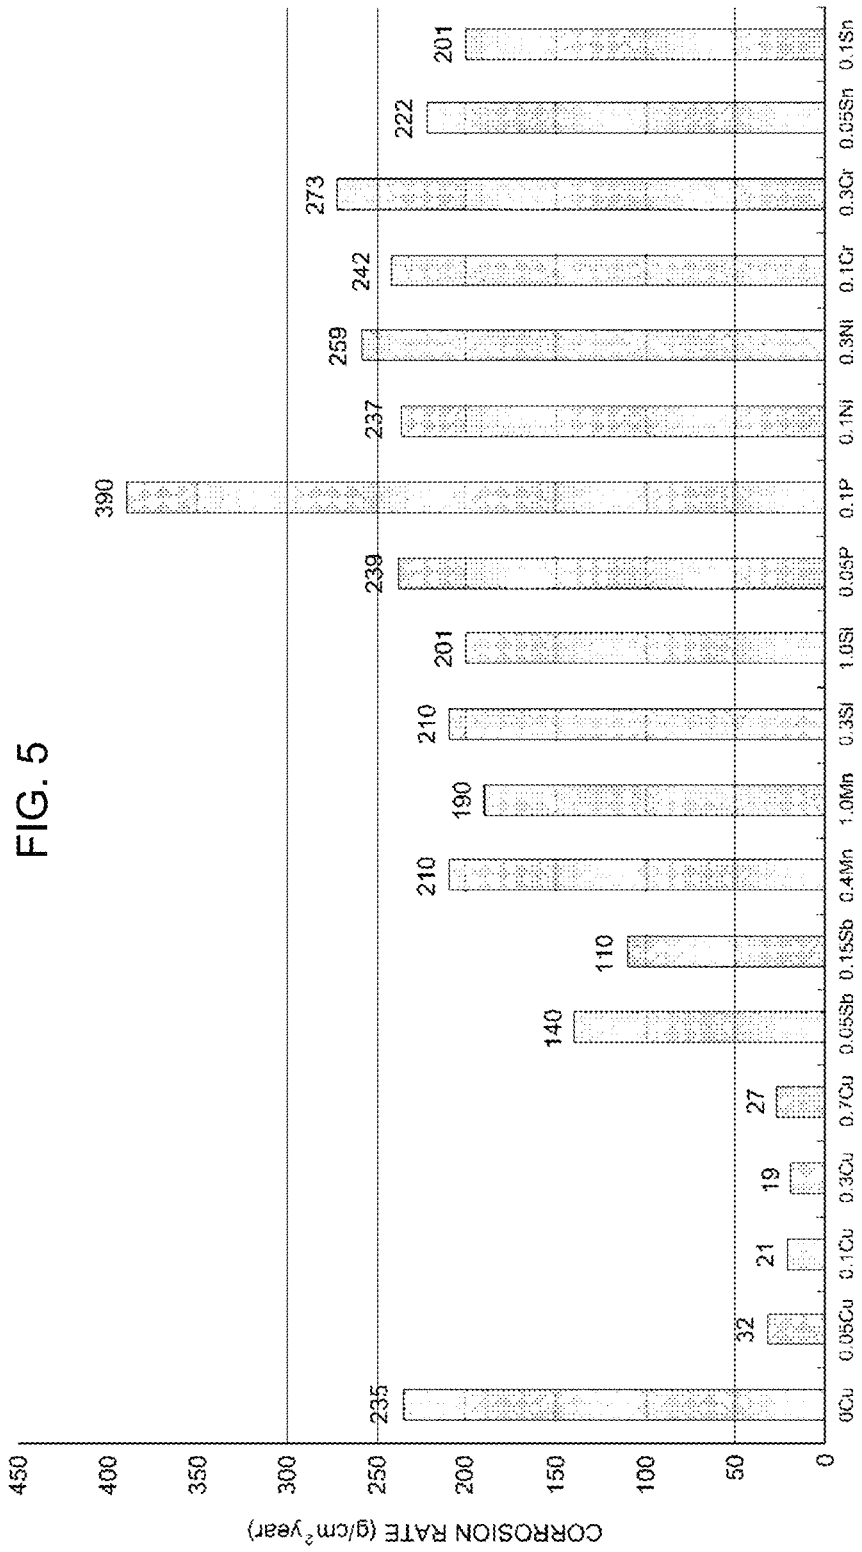 FIG. 5
CORROSION RATE (g/cm²year)
450
400
350
300
250
200
150
100
50
0
235
32
21
19
27
140
110
210
190
210
201
239
390
237
259
242
273
222
201
0Cu
0.05Cu
0.1Cu
0.3Cu
0.7Cu
0.05Sb
0.15Sb
0.4Mn
1.0Mn
0.3Si
1.0Si
0.05P
0.1P
0.1Ni
0.3Ni
0.1Cr
0.3Cr
0.05Sn
0.1Sn